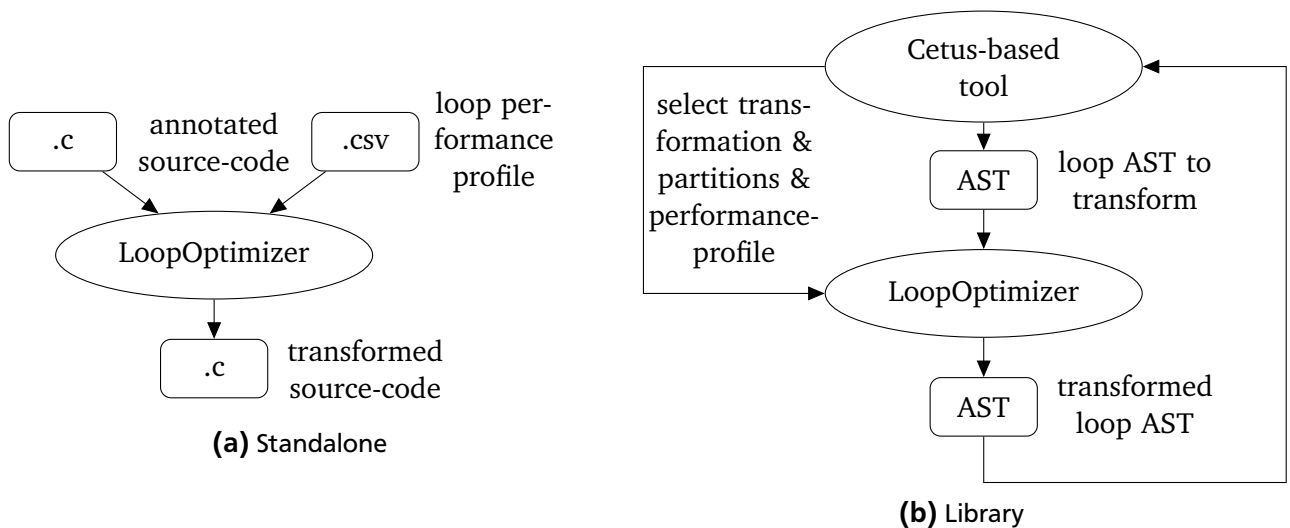 .c
annotated
source-code
.csv
loop per-
formance
profile
LoopOptimizer
.c
transformed
source-code
(a) Standalone
Cetus-based
tool
select trans-
formation &
partitions &
performance-
profile
AST
loop AST to
transform
LoopOptimizer
AST
transformed
loop AST
(b) Library